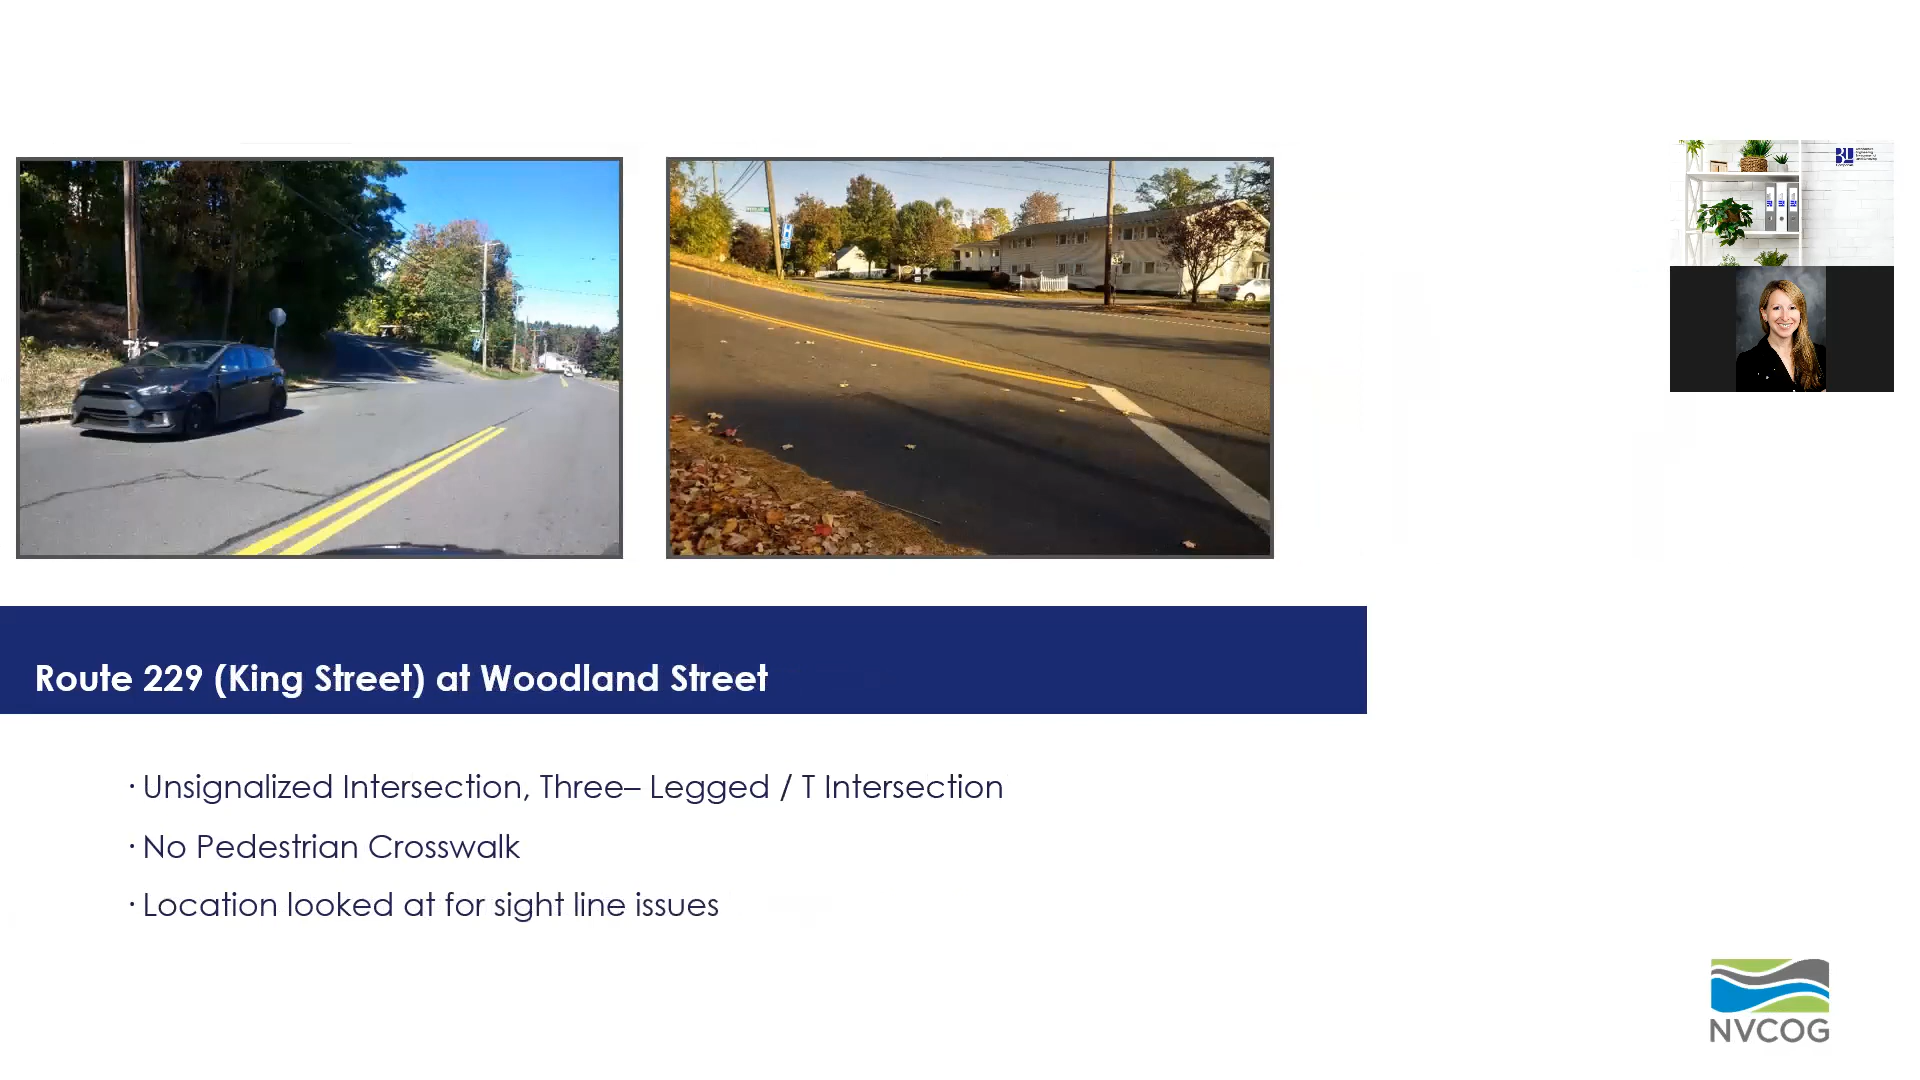 Route 229 (King Street) at Woodland Street
· Unsignalized Intersection, Three– Legged / T Intersection
· No Pedestrian Crosswalk
· Location looked at for sight line issues
NVCOG